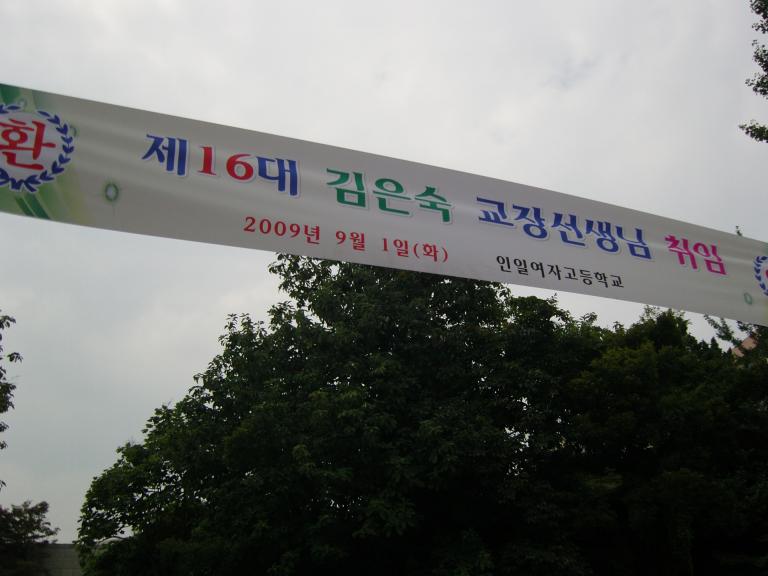 환 제16대 김은숙 교장선생님 취임
2009년 9월 1일(화)
인일여자고등학교